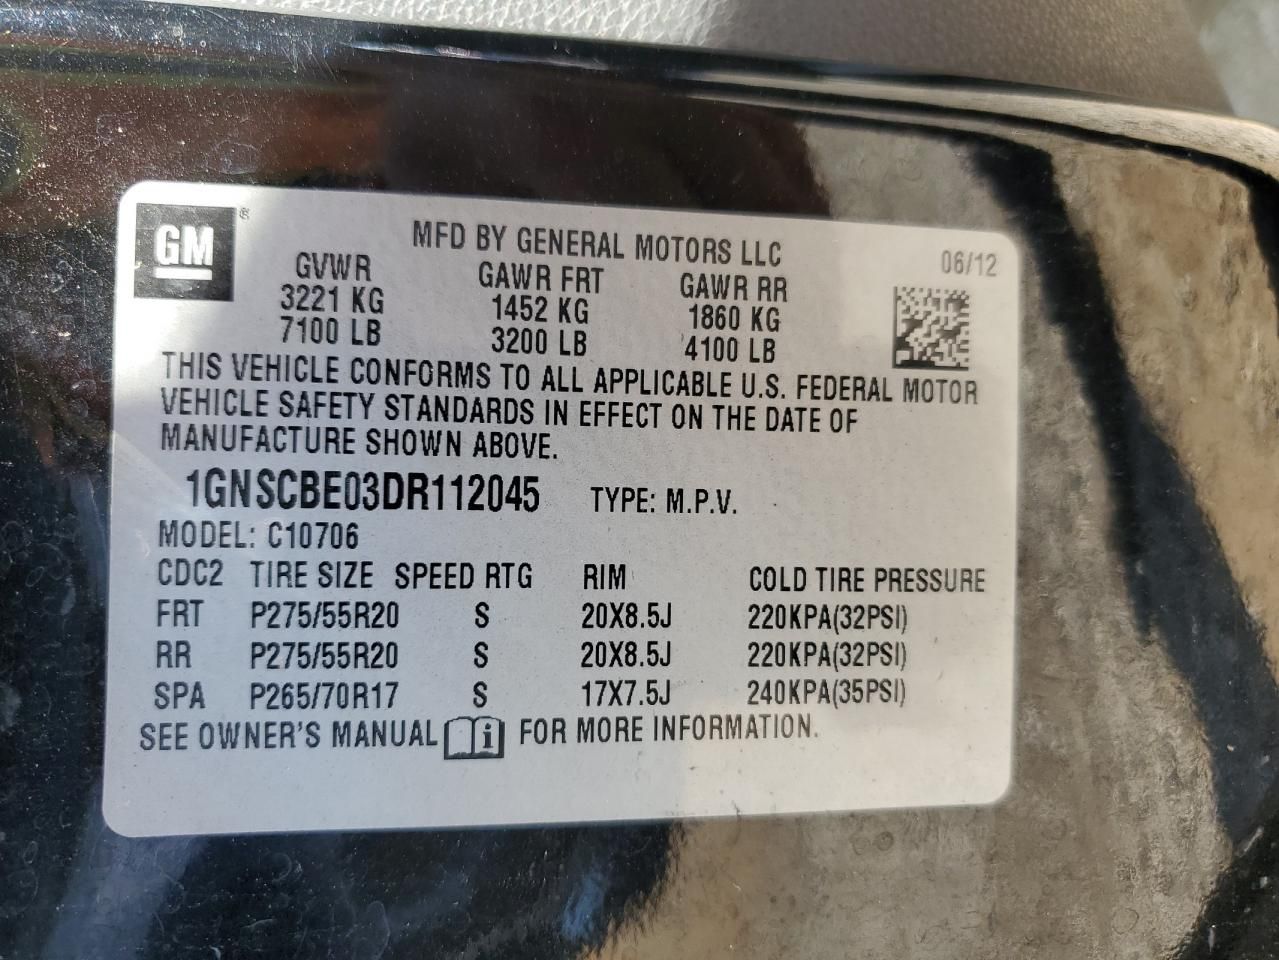 GM ®
MFD BY GENERAL MOTORS LLC 06/12
GVWR GAWR FRT GAWR RR
3221 KG 1452 KG 1860 KG
7100 LB 3200 LB 4100 LB
THIS VEHICLE CONFORMS TO ALL APPLICABLE U.S. FEDERAL MOTOR
VEHICLE SAFETY STANDARDS IN EFFECT ON THE DATE OF
MANUFACTURE SHOWN ABOVE.
1GNSCBE03DR112045 TYPE: M.P.V.
MODEL: C10706
CDC2 TIRE SIZE SPEED RTG RIM COLD TIRE PRESSURE
FRT P275/55R20 S 20X8.5J 220KPA(32PSI)
RR P275/55R20 S 20X8.5J 220KPA(32PSI)
SPA P265/70R17 S 17X7.5J 240KPA(35PSI)
SEE OWNER'S MANUAL i FOR MORE INFORMATION.